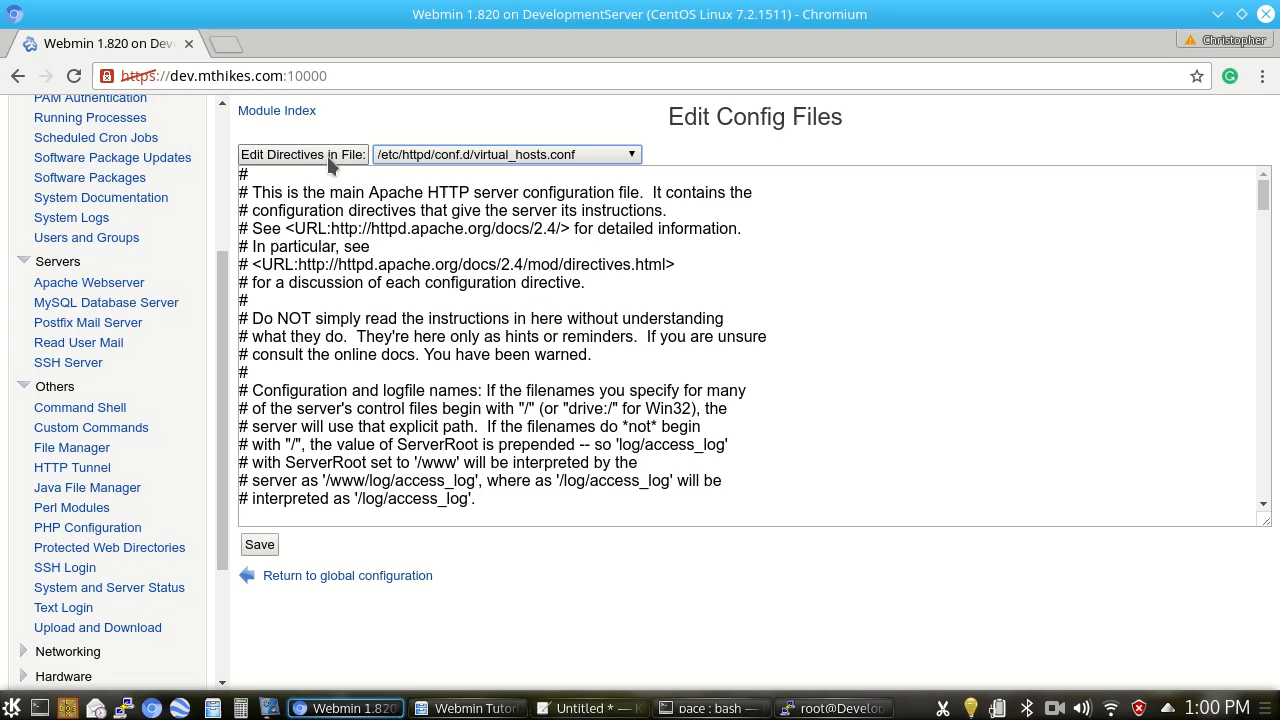 Webmin 1.820 on DevelopmentServer (CentOS Linux 7.2.1511) - Chromium
Webmin 1.820 on Dev
Christopher
https://dev.mthikes.com:10000
PAM Authentication
Running Processes
Scheduled Cron Jobs
Software Package Updates
Software Packages
System Documentation
System Logs
Users and Groups
Servers
Apache Webserver
MySQL Database Server
Postfix Mail Server
Read User Mail
SSH Server
Others
Command Shell
Custom Commands
File Manager
HTTP Tunnel
Java File Manager
Perl Modules
PHP Configuration
Protected Web Directories
SSH Login
System and Server Status
Text Login
Upload and Download
Networking
Hardware
Module Index
Edit Config Files
Edit Directives in File: /etc/httpd/conf.d/virtual_hosts.conf
#
# This is the main Apache HTTP server configuration file.  It contains the
# configuration directives that give the server its instructions.
# See <URL:http://httpd.apache.org/docs/2.4/> for detailed information.
# In particular, see
# <URL:http://httpd.apache.org/docs/2.4/mod/directives.html>
# for a discussion of each configuration directive.
#
# Do NOT simply read the instructions in here without understanding
# what they do.  They're here only as hints or reminders.  If you are unsure
# consult the online docs. You have been warned.
#
# Configuration and logfile names: If the filenames you specify for many
# of the server's control files begin with "/" (or "drive:/" for Win32), the
# server will use that explicit path.  If the filenames do *not* begin
# with "/", the value of ServerRoot is prepended -- so 'log/access_log'
# with ServerRoot set to '/www' will be interpreted by the
# server as '/www/log/access_log', where as '/log/access_log' will be
# interpreted as '/log/access_log'.
Save
Return to global configuration
Webmin 1.820
Webmin Tutor
Untitled * — K
pace : bash —
root@Develop
1:00 PM